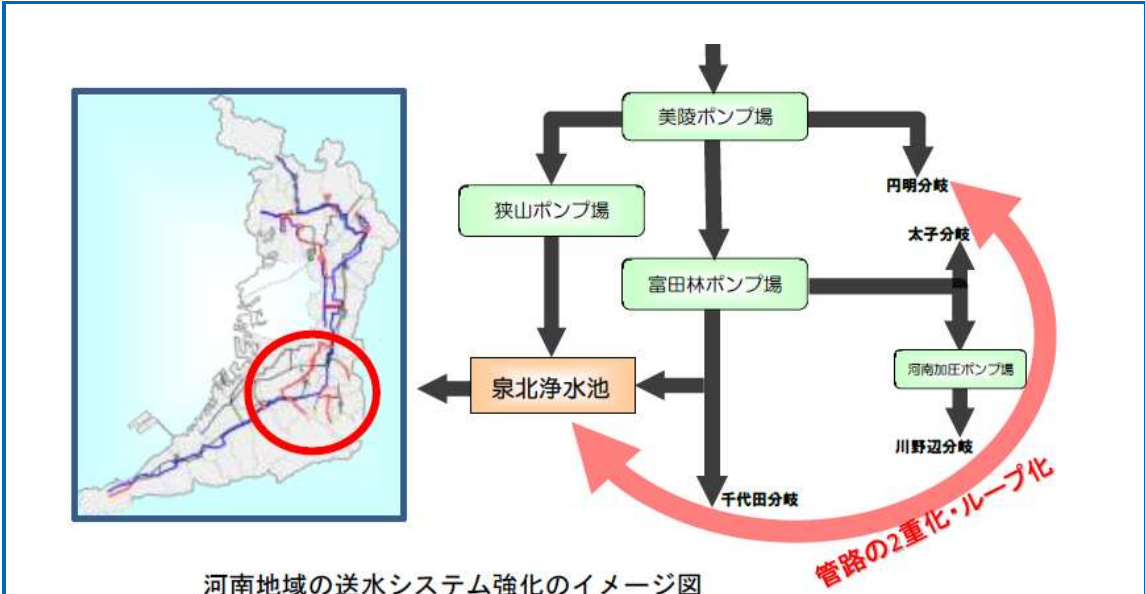 美陵ポンプ場
円明分岐
狭山ポンプ場
太子分岐
富田林ポンプ場
河南加圧ポンプ場
泉北浄水池
川野辺分岐
千代田分岐
管路の2重化・ループ化
河南地域の送水システム強化のイメージ図